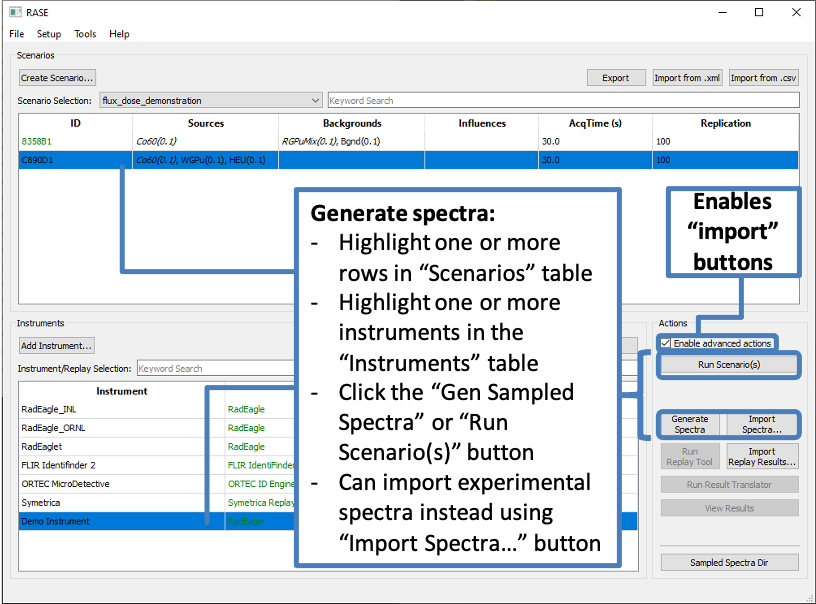 RASE
File Setup Tools Help
Scenarios
Create Scenario... Export Import from .xml Import from .csv
Scenario Selection: flux_dose_demonstration Keyword Search
ID Sources Backgrounds Influences AcqTime (s) Replication
8358B1 Co60(0.1) RGPuMix(0.1), Bgnd(0.1) 30.0 100
C890D1 Co60(0.1), WGPu(0.1), HEU(0.1) 30.0 100
Generate spectra:
- Highlight one or more
rows in “Scenarios” table
- Highlight one or more
instruments in the
“Instruments” table
- Click the “Gen Sampled
Spectra” or “Run
Scenario(s)” button
- Can import experimental
spectra instead using
“Import Spectra...” button
Enables
“import”
buttons
Instruments
Add Instrument...
Instrument/Replay Selection: Keyword Search
Instrument
RadEagle_INL RadEagle
RadEagle_ORNL RadEagle
RadEaglet RadEagle
FLIR Identifinder 2 FLIR IdentiFinder
ORTEC MicroDetective ORTEC ID Engine
Symetrica Symetrica Replay
Demo Instrument RadEagle
Actions
Enable advanced actions
Run Scenario(s)
Generate
Spectra
Import
Spectra...
Run
Replay Tool
Import
Replay Results...
Run Result Translator
View Results
Sampled Spectra Dir